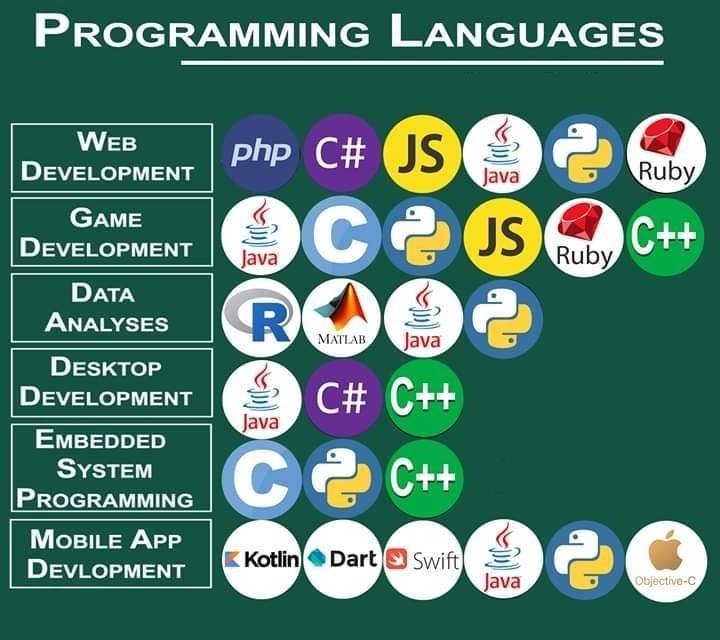 PROGRAMMING LANGUAGES
WEB
DEVELOPMENT
php C# JS Java Ruby
GAME
DEVELOPMENT
Java C JS Ruby C++
DATA
ANALYSES
R MATLAB Java
DESKTOP
DEVELOPMENT
Java C# C++
EMBEDDED
SYSTEM
PROGRAMMING
C C++
MOBILE APP
DEVLOPMENT
Kotlin Dart Swift Java Objective-C